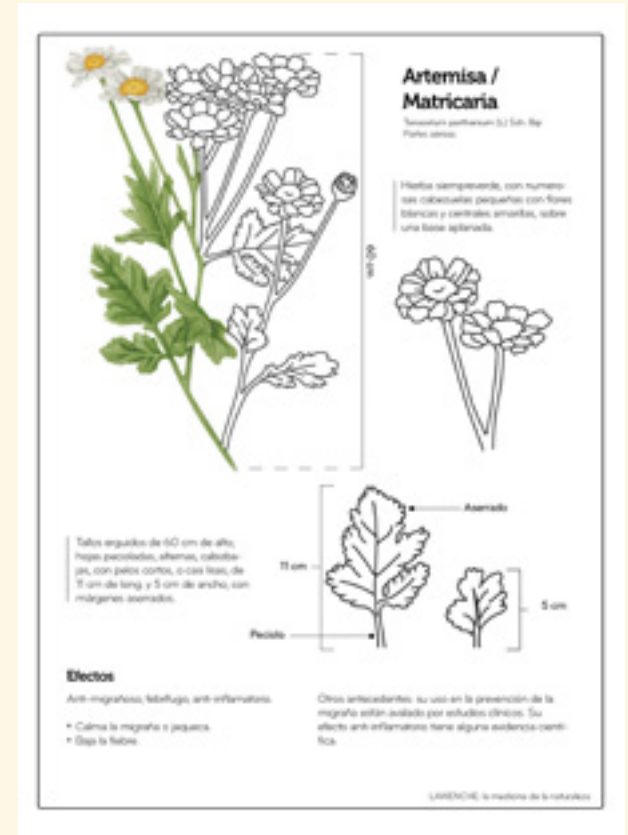 Artemisa /
Matricaria
Tanacetum parthenium (L) Sch. Bip
Partes aéreas
Hierba siempreverde, con numero-
sas cabezuelas pequeñas con flores
blancas y centrales amarillas, sobre
una base aplanada.
60 cm
Aserrado
Tallos erguidos de 60 cm de alto,
hojas pecioladas, alternas,
jas, con pelos cortos, o casi lisas, de
11 cm de long. y 5 cm de ancho, con
márgenes aserrados.
11 cm
5 cm
Peciolo
Efectos
Anti-migrañoso, febrífugo, anti-inflamatorio.
• Calma la migraña o jaqueca.
• Baja la fiebre.
Otros antecedentes: su uso en la prevención de la
migraña están avalado por estudios clínicos. Su
efecto anti-inflamatorio tiene alguna evidencia cientí-
fica.
la medicina de la naturaleza